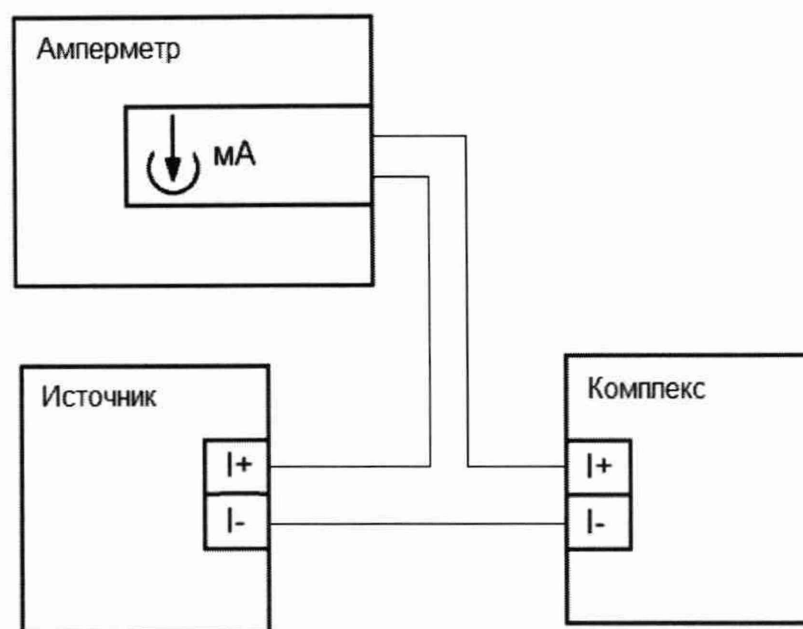 Амперметр
мА
Источник
I+
I-
Комплекс
I+
I-